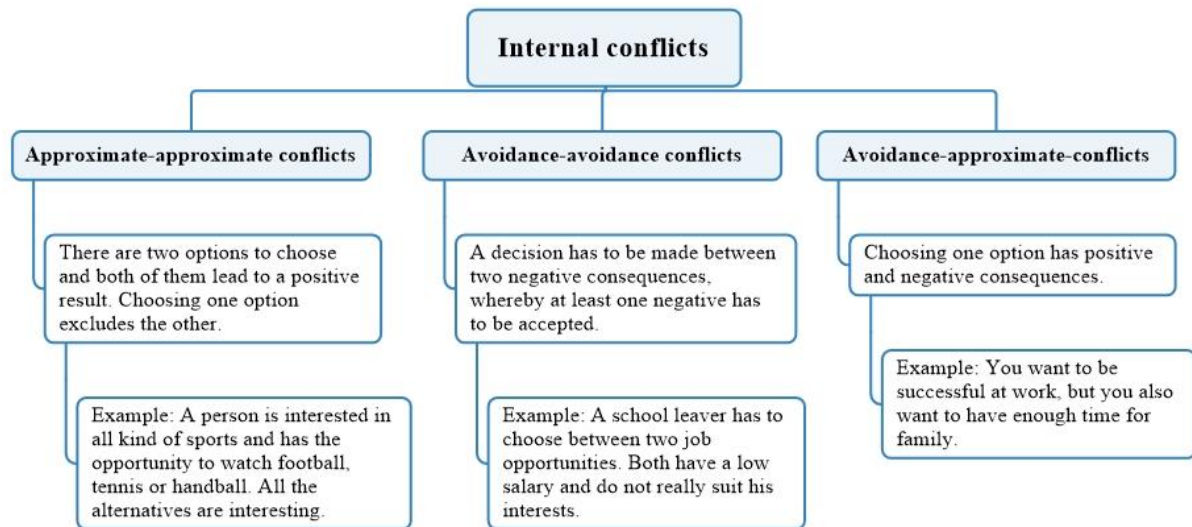 Internal conflicts
Approximate-approximate conflicts
There are two options to choose
and both of them lead to a positive
result. Choosing one option
excludes the other.
Example: A person is interested in
all kind of sports and has the
opportunity to watch football,
tennis or handball. All the
alternatives are interesting.
Avoidance-avoidance conflicts
A decision has to be made between
two negative consequences,
whereby at least one negative has
to be accepted.
Example: A school leaver has to
choose between two job
opportunities. Both have a low
salary and do not really suit his
interests.
Avoidance-approximate-conflicts
Choosing one option has positive
and negative consequences.
Example: You want to be
successful at work, but you also
want to have enough time for
family.